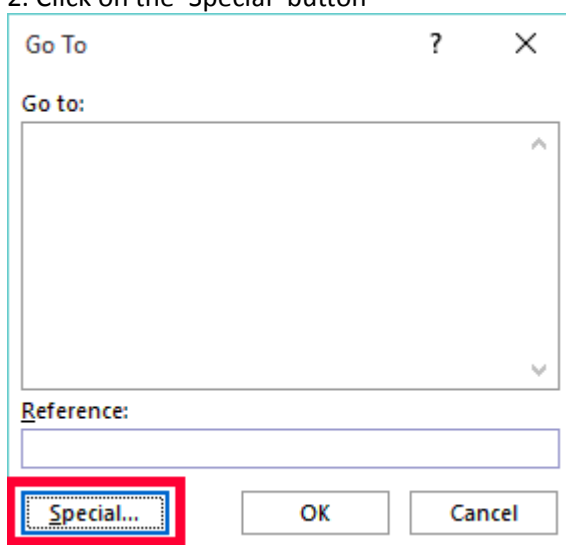 2. Click on the 'Special' button
Go To ? ×
Go to:
Reference:
Special... OK Cancel